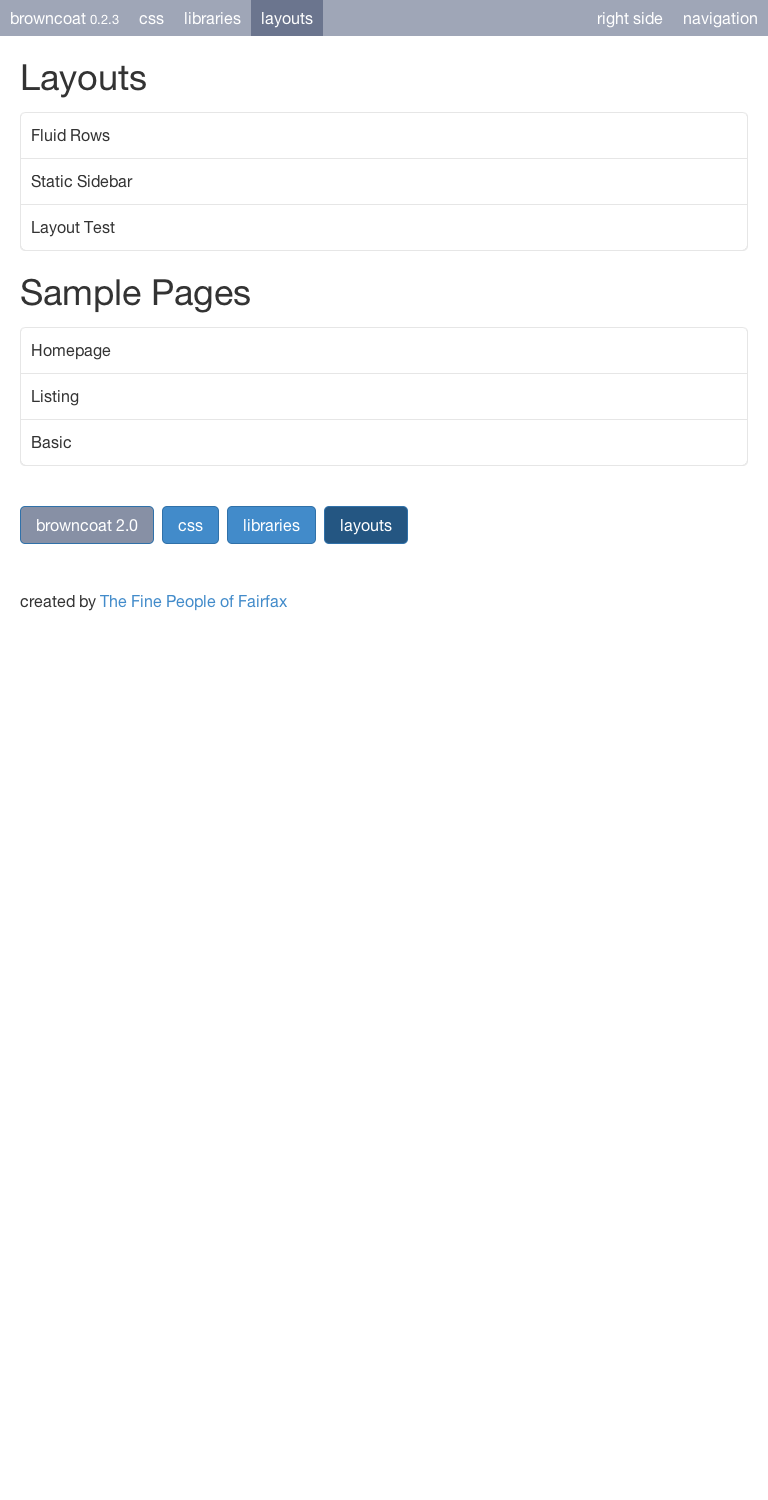 browncoat 0.2.3 css libraries layouts right side navigation
Layouts
Fluid Rows
Static Sidebar
Layout Test
Sample Pages
Homepage
Listing
Basic
browncoat 2.0 css libraries layouts
created by The Fine People of Fairfax